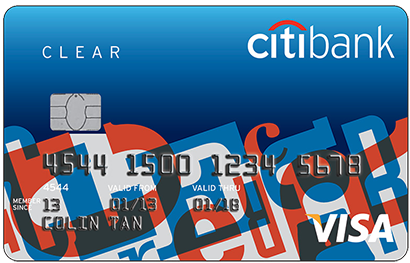 CLEAR
citibank
4544 1500 1234 5678
4544 VALID FROM VALID THRU
MEMBER SINCE 13 01/13 01/18
COLIN TAN
VISA